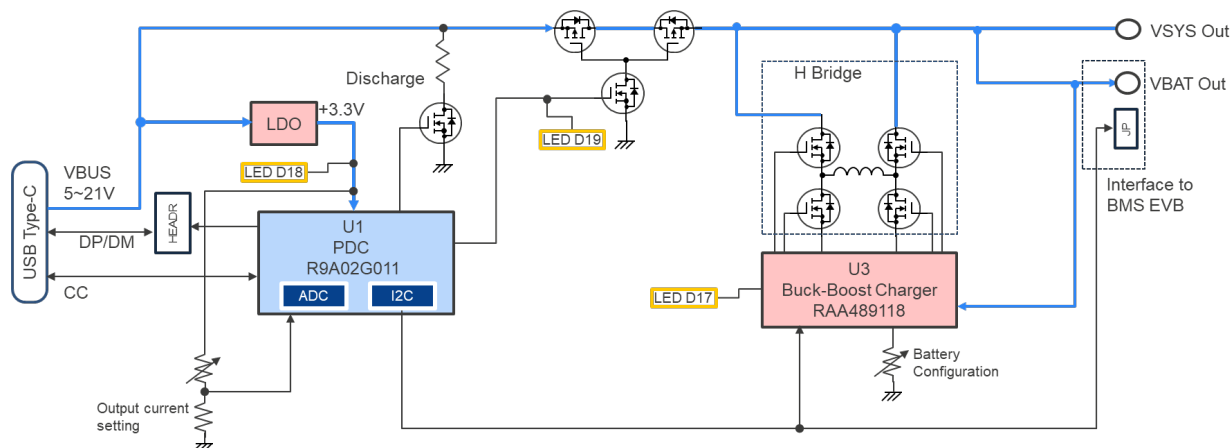 VSYS Out
H Bridge
VBAT Out
Discharge
+3.3V
LDO
LED D19
JP
LED D18
VBUS
5~21V
Interface to
BMS EVB
USB Type-C
HEADR
DP/DM
U1
PDC
R9A02G011
CC
ADC
I2C
U3
Buck-Boost Charger
RAA489118
LED D17
Battery
Configuration
Output current
setting